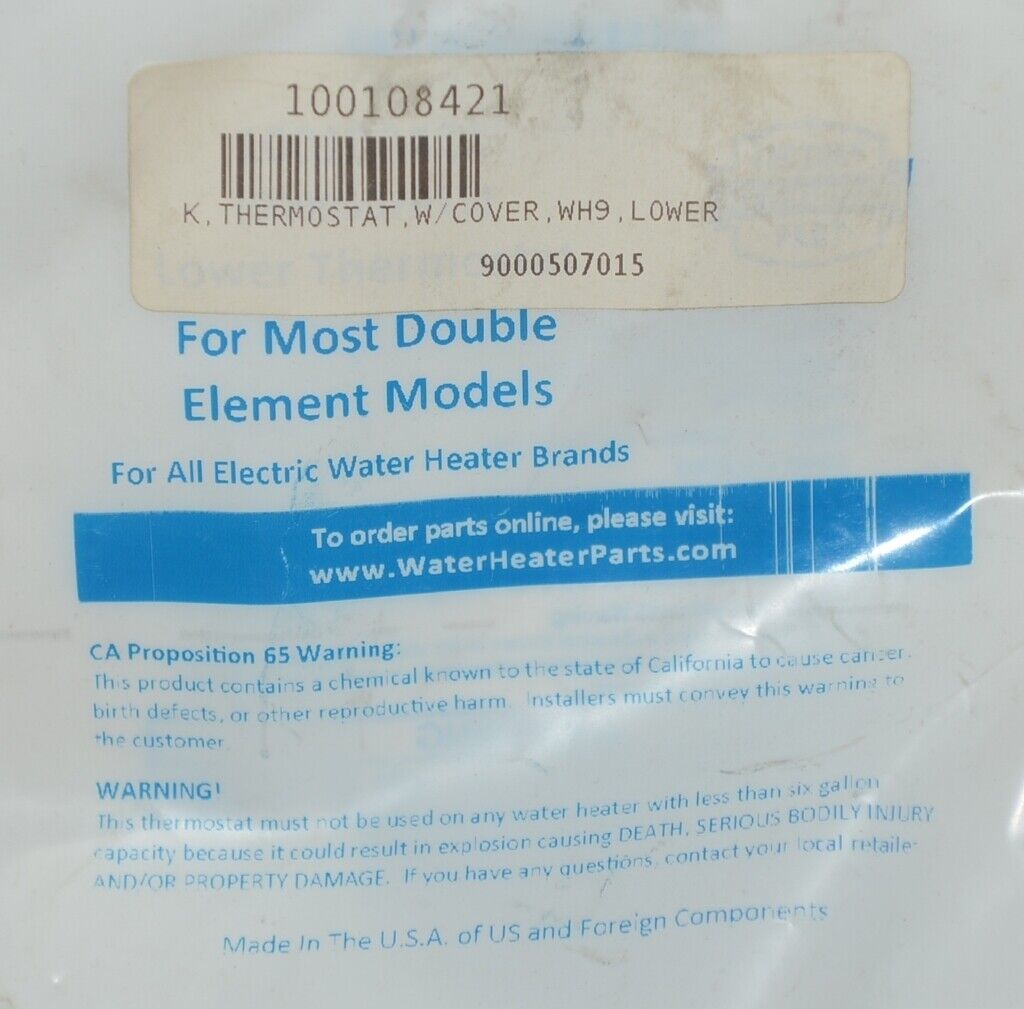 100108421
K,THERMOSTAT,W/COVER,WH9,LOWER
9000507015
Lower Thermostat
For Most Double
Element Models
For All Electric Water Heater Brands
To order parts online, please visit:
www.WaterHeaterParts.com
CA Proposition 65 Warning:
This product contains a chemical known to the state of California to cause cancer.
birth defects, or other reproductive harm. Installers must convey this warning to
the customer.
WARNING!
This thermostat must not be used on any water heater with less than six gallon
capacity because it could result in explosion causing DEATH, SERIOUS BODILY INJURY
AND/OR PROPERTY DAMAGE. If you have any questions, contact your local retailer
Made In The U.S.A. of US and Foreign Components